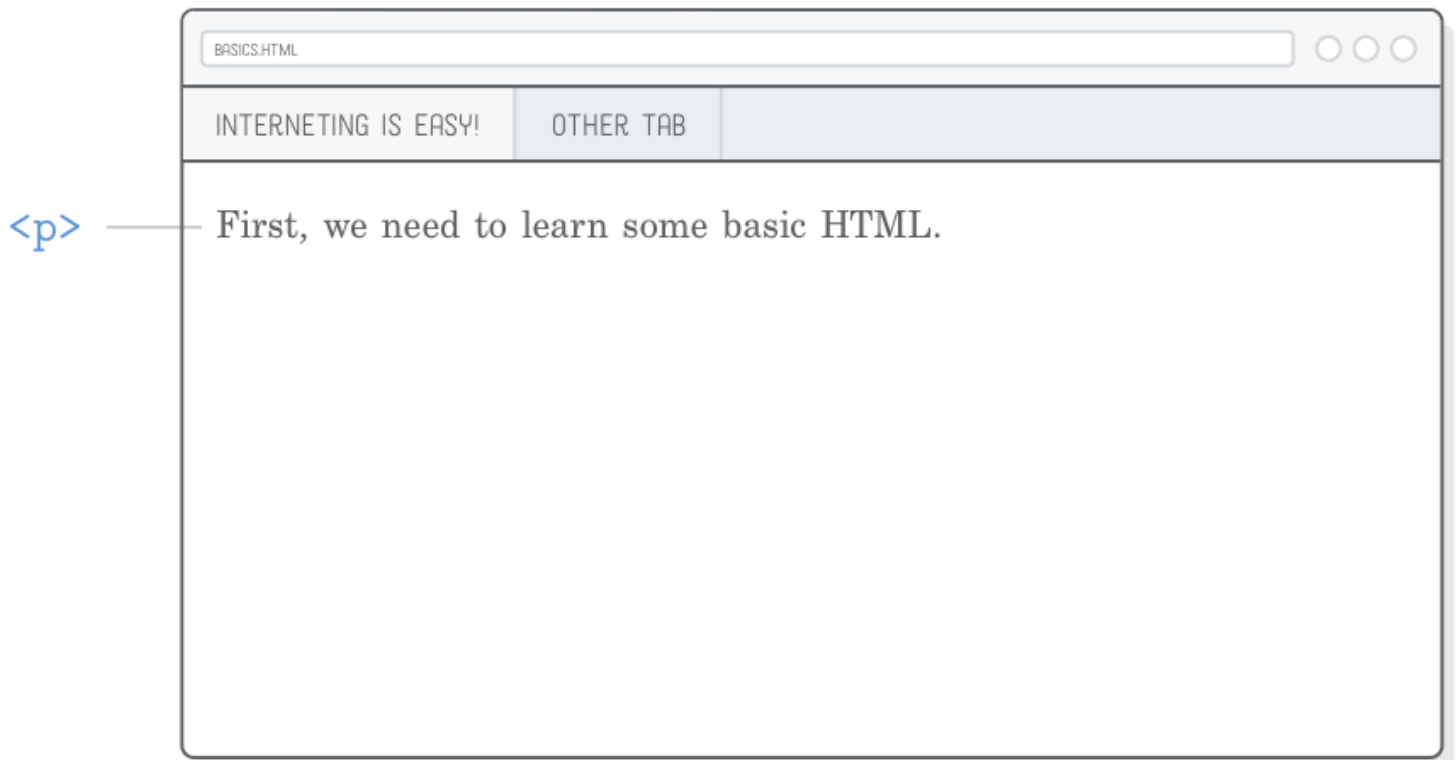 BASICS.HTML
INTERNETING IS EASY! OTHER TAB
<p> First, we need to learn some basic HTML.